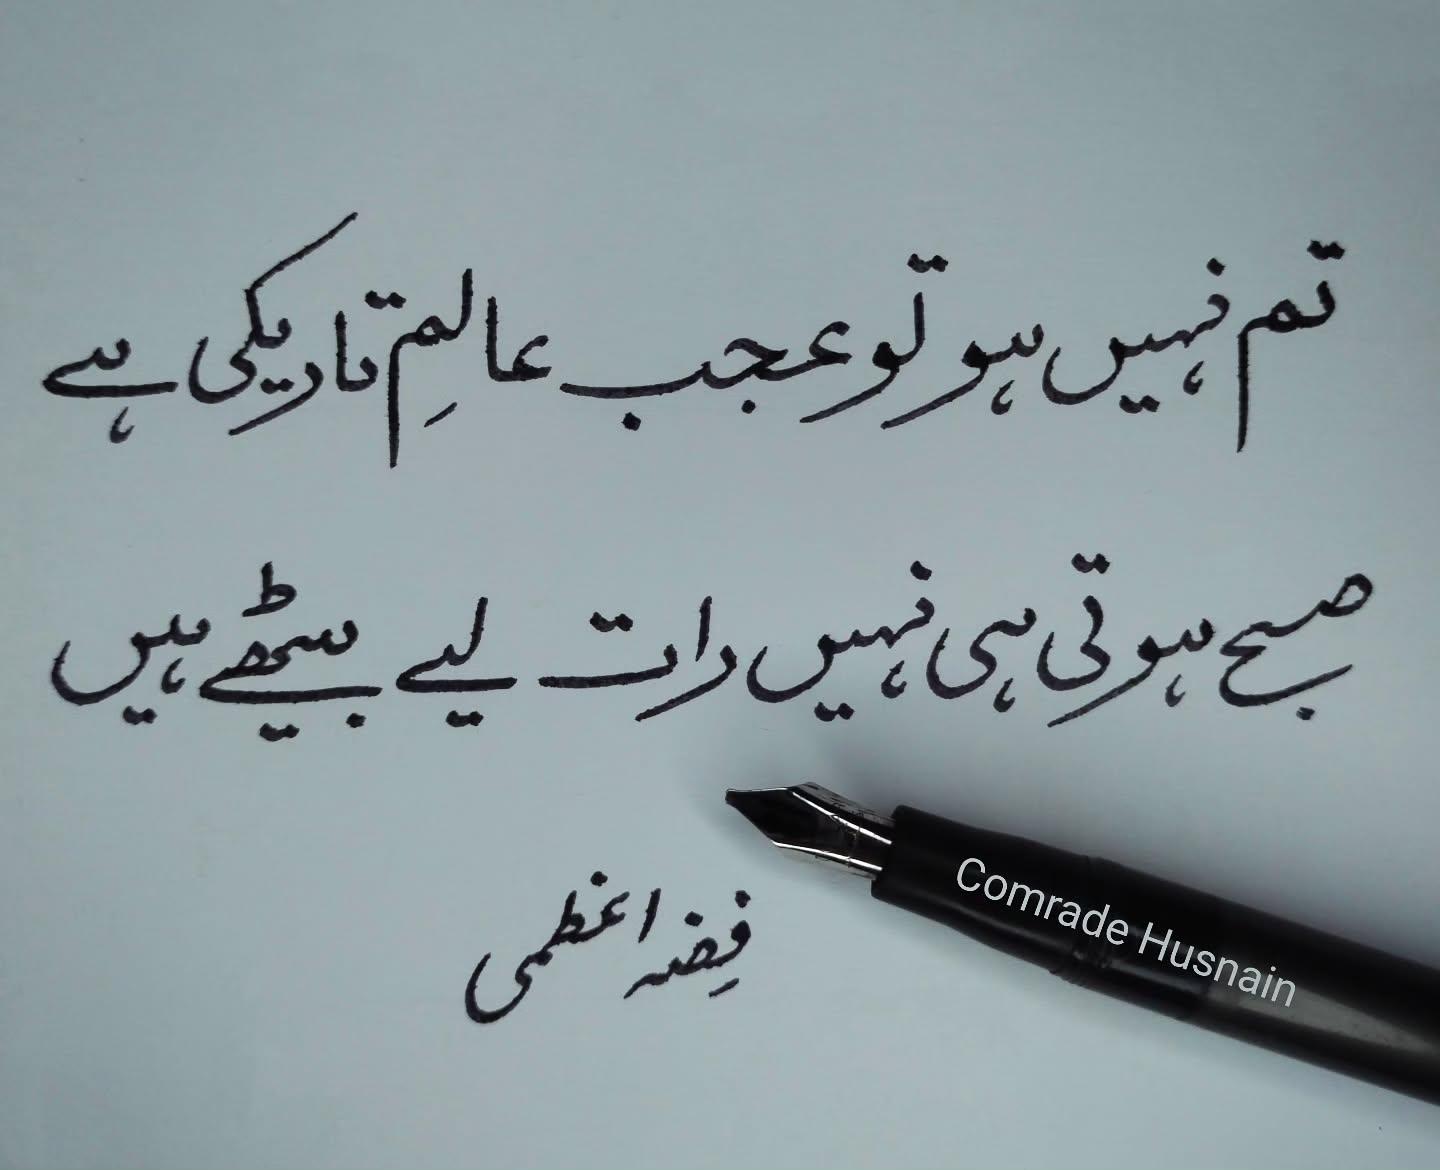 تم نہیں ہو تو عجب عالمِ تاریکی ہے
صبح ہوتی ہی نہیں رات لیے بیٹھے ہیں
فِضہ اعظمی
Comrade Husnain